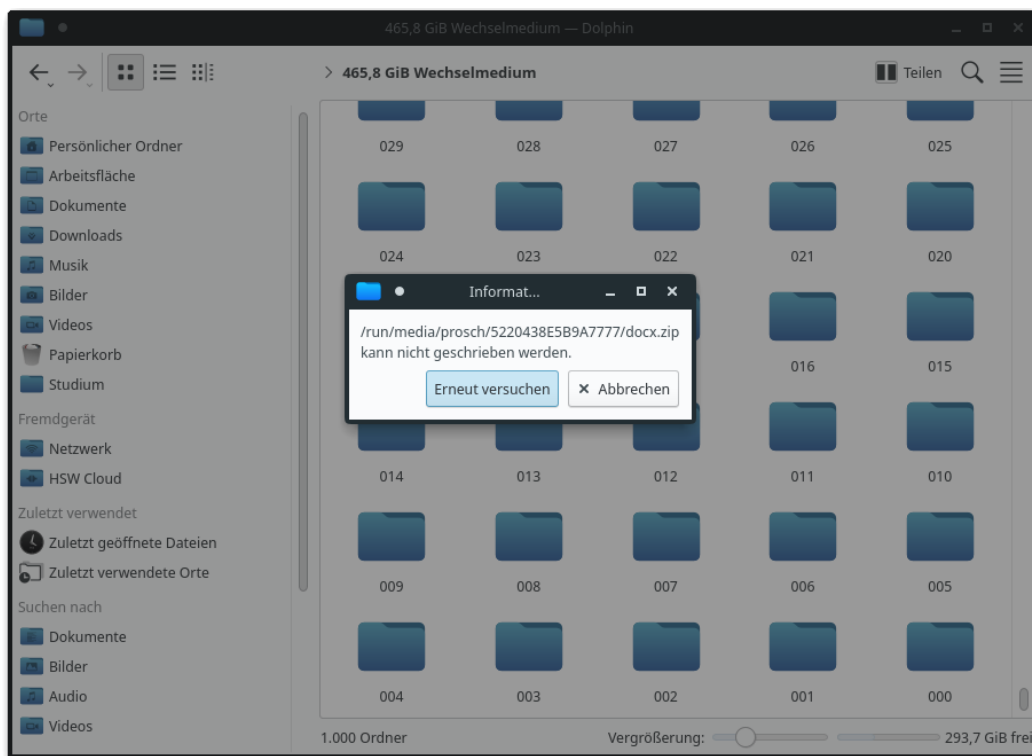 465,8 GiB Wechselmedium — Dolphin
465,8 GiB Wechselmedium
Teilen
Orte
Persönlicher Ordner
Arbeitsfläche
Dokumente
Downloads
Musik
Bilder
Videos
Papierkorb
Studium
Fremdgerät
Netzwerk
HSW Cloud
Zuletzt verwendet
Zuletzt geöffnete Dateien
Zuletzt verwendete Orte
Suchen nach
Dokumente
Bilder
Audio
Videos
029 028 027 026 025
024 023 022 021 020
Informat...
/run/media/prosch/5220438E5B9A7777/docx.zip
kann nicht geschrieben werden.
Erneut versuchen Abbrechen
016 015
014 013 012 011 010
009 008 007 006 005
004 003 002 001 000
1.000 Ordner Vergrößerung: 293,7 GiB frei